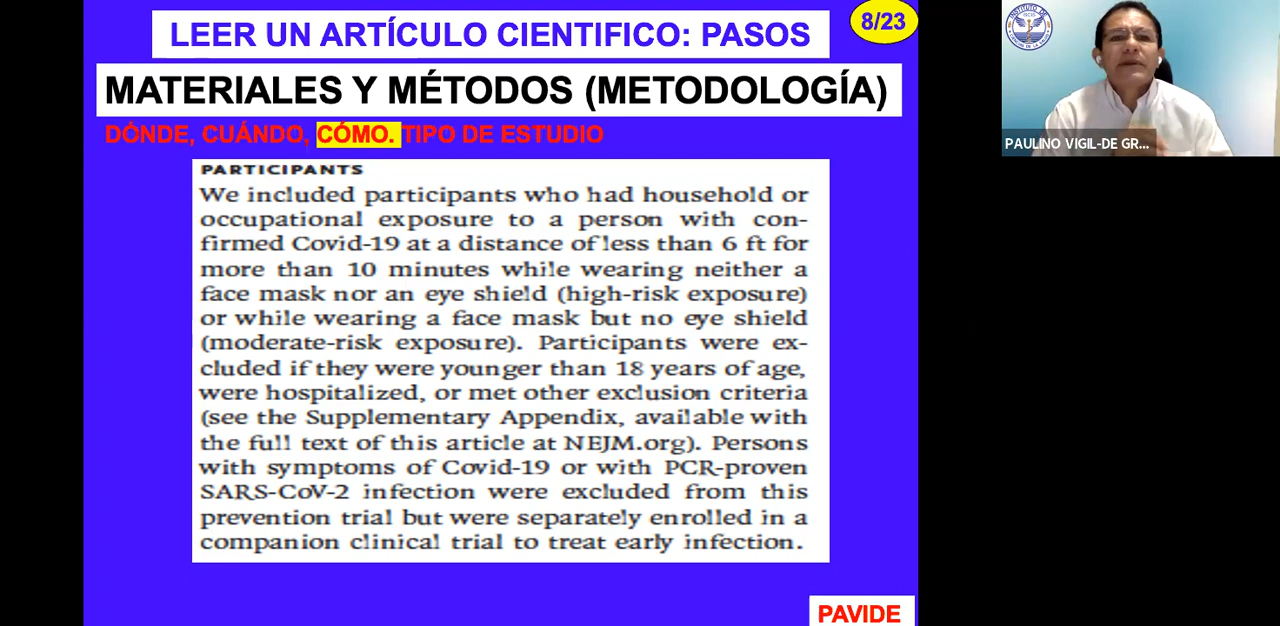 LEER UN ARTÍCULO CIENTIFICO: PASOS
8/23
MATERIALES Y MÉTODOS (METODOLOGÍA)
DÓNDE, CUÁNDO, CÓMO. TIPO DE ESTUDIO
PARTICIPANTS
We included participants who had household or
occupational exposure to a person with con-
firmed Covid-19 at a distance of less than 6 ft for
more than 10 minutes while wearing neither a
face mask nor an eye shield (high-risk exposure)
or while wearing a face mask but no eye shield
(moderate-risk exposure). Participants were ex-
cluded if they were younger than 18 years of age,
were hospitalized, or met other exclusion criteria
(see the Supplementary Appendix, available with
the full text of this article at NEJM.org). Persons
with symptoms of Covid-19 or with PCR-proven
SARS-CoV-2 infection were excluded from this
prevention trial but were separately enrolled in a
companion clinical trial to treat early infection.
PAVIDE
INSTITUTO DE
PAULINO VIGIL-DE GR...